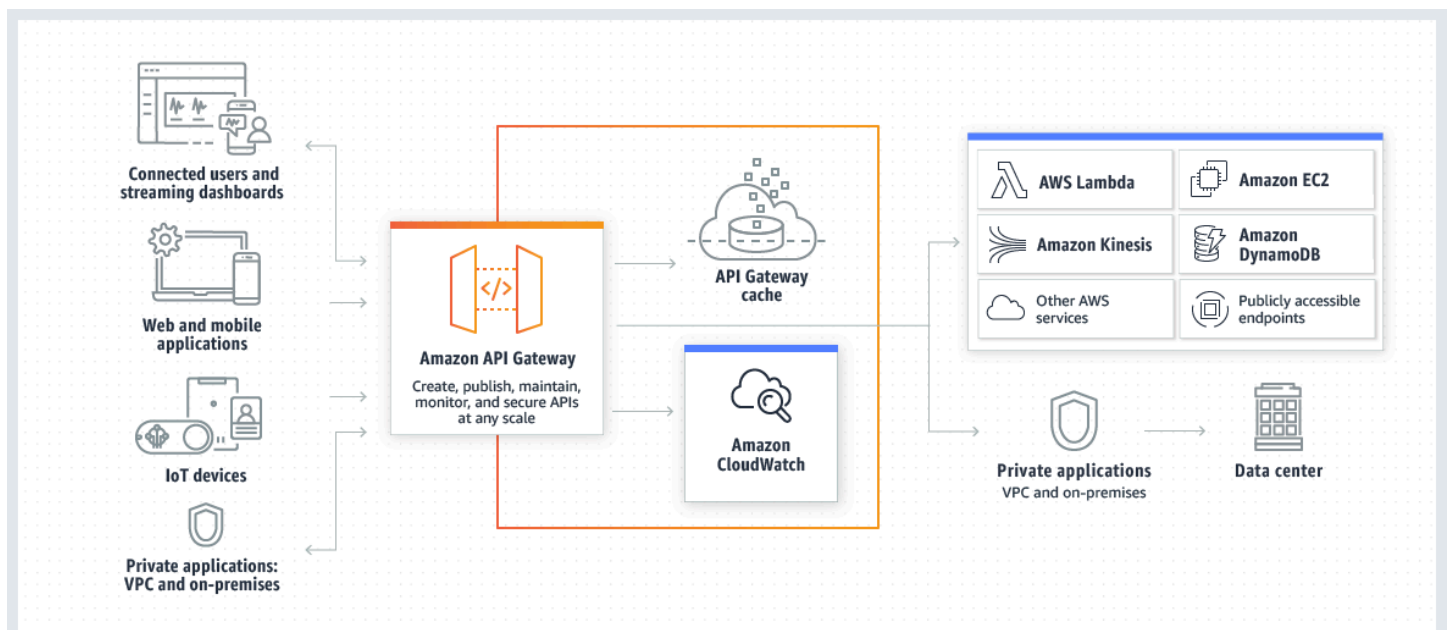 Connected users and
streaming dashboards
Web and mobile
applications
IoT devices
Private applications:
VPC and on-premises
</>
Amazon API Gateway
Create, publish, maintain,
monitor, and secure APIs
at any scale
API Gateway
cache
Amazon
CloudWatch
AWS Lambda
Amazon EC2
Amazon Kinesis
Amazon
DynamoDB
Other AWS
services
Publicly accessible
endpoints
Private applications
VPC and on-premises
Data center